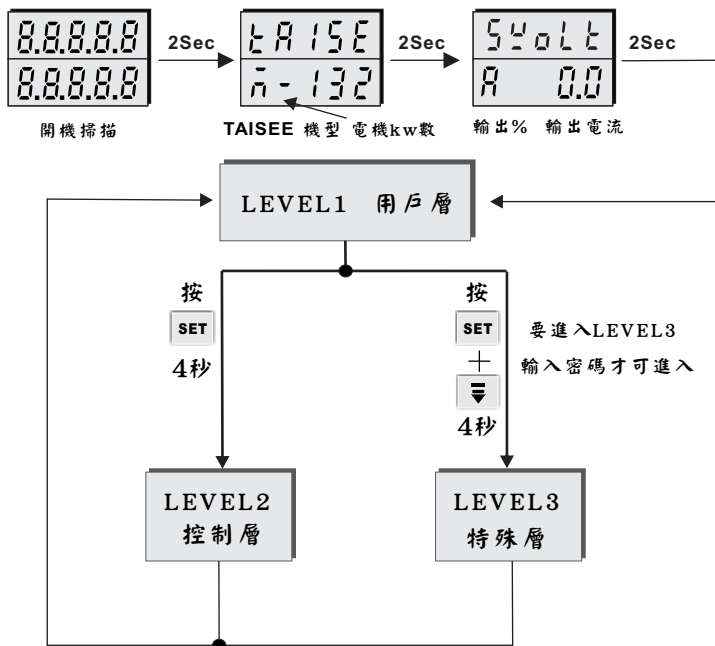 8.8.8.8.8
8.8.8.8.8
2Sec
tAISE
n-132
2Sec
SvoLt
A 0.0
2Sec
開機掃描
TAISEE 機型 電機kw數
輸出% 輸出電流
LEVEL1 用戶層
按
SET
4秒
按
SET
+
4秒
要進入LEVEL3
輸入密碼才可進入
LEVEL2
控制層
LEVEL3
特殊層